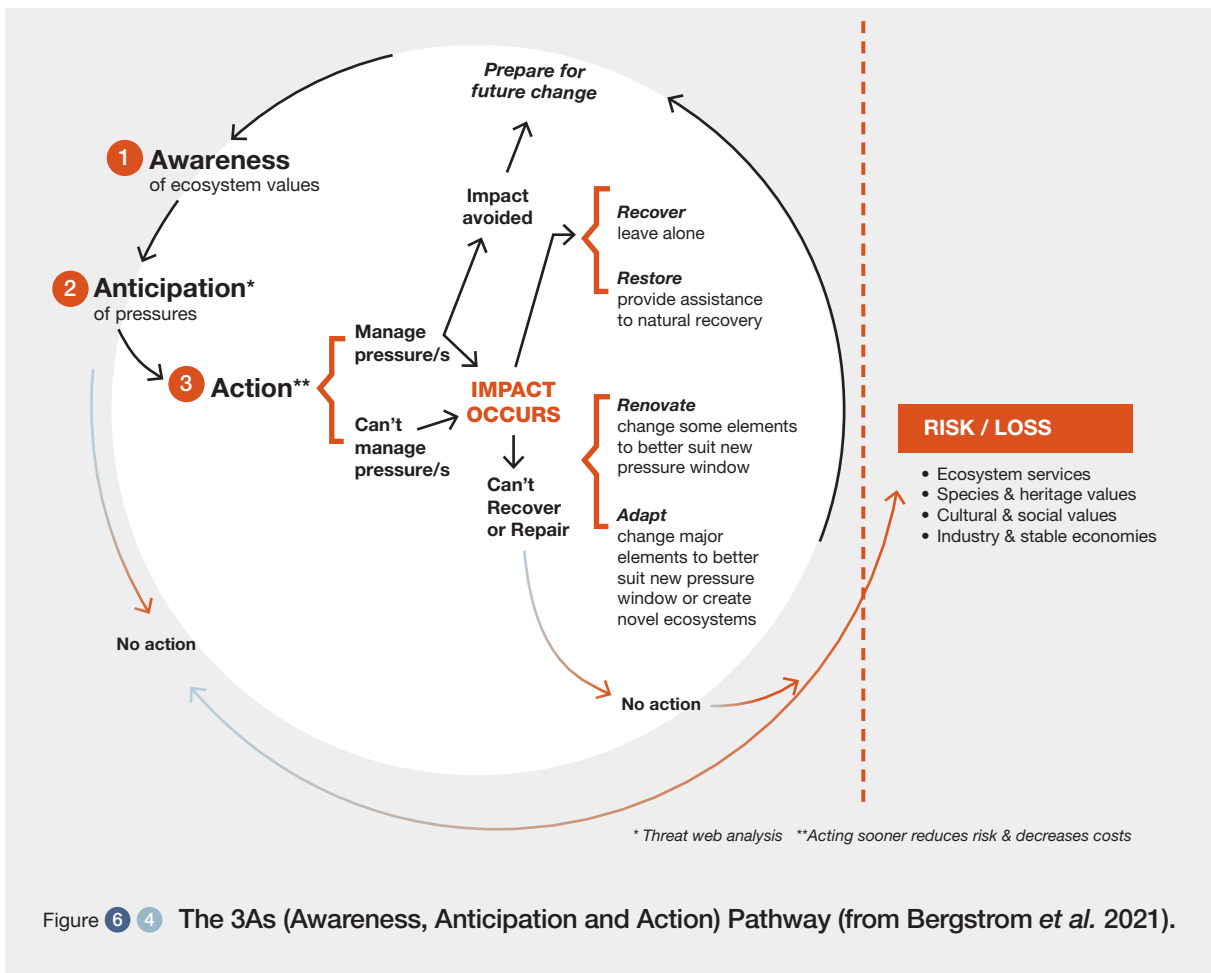 Prepare for
future change
1 Awareness
of ecosystem values
Impact
avoided
Recover
leave alone
Restore
provide assistance
to natural recovery
2 Anticipation*
of pressures
Manage
pressure/s
3 Action**
IMPACT
OCCURS
Can't
manage
pressure/s
Can't
Recover
or Repair
Renovate
change some elements
to better suit new
pressure window
Adapt
change major
elements to better
suit new pressure
window or create
novel ecosystems
RISK / LOSS
• Ecosystem services
• Species & heritage values
• Cultural & social values
• Industry & stable economies
No action
No action
* Threat web analysis **Acting sooner reduces risk & decreases costs
Figure 6 4 The 3As (Awareness, Anticipation and Action) Pathway (from Bergstrom et al. 2021).